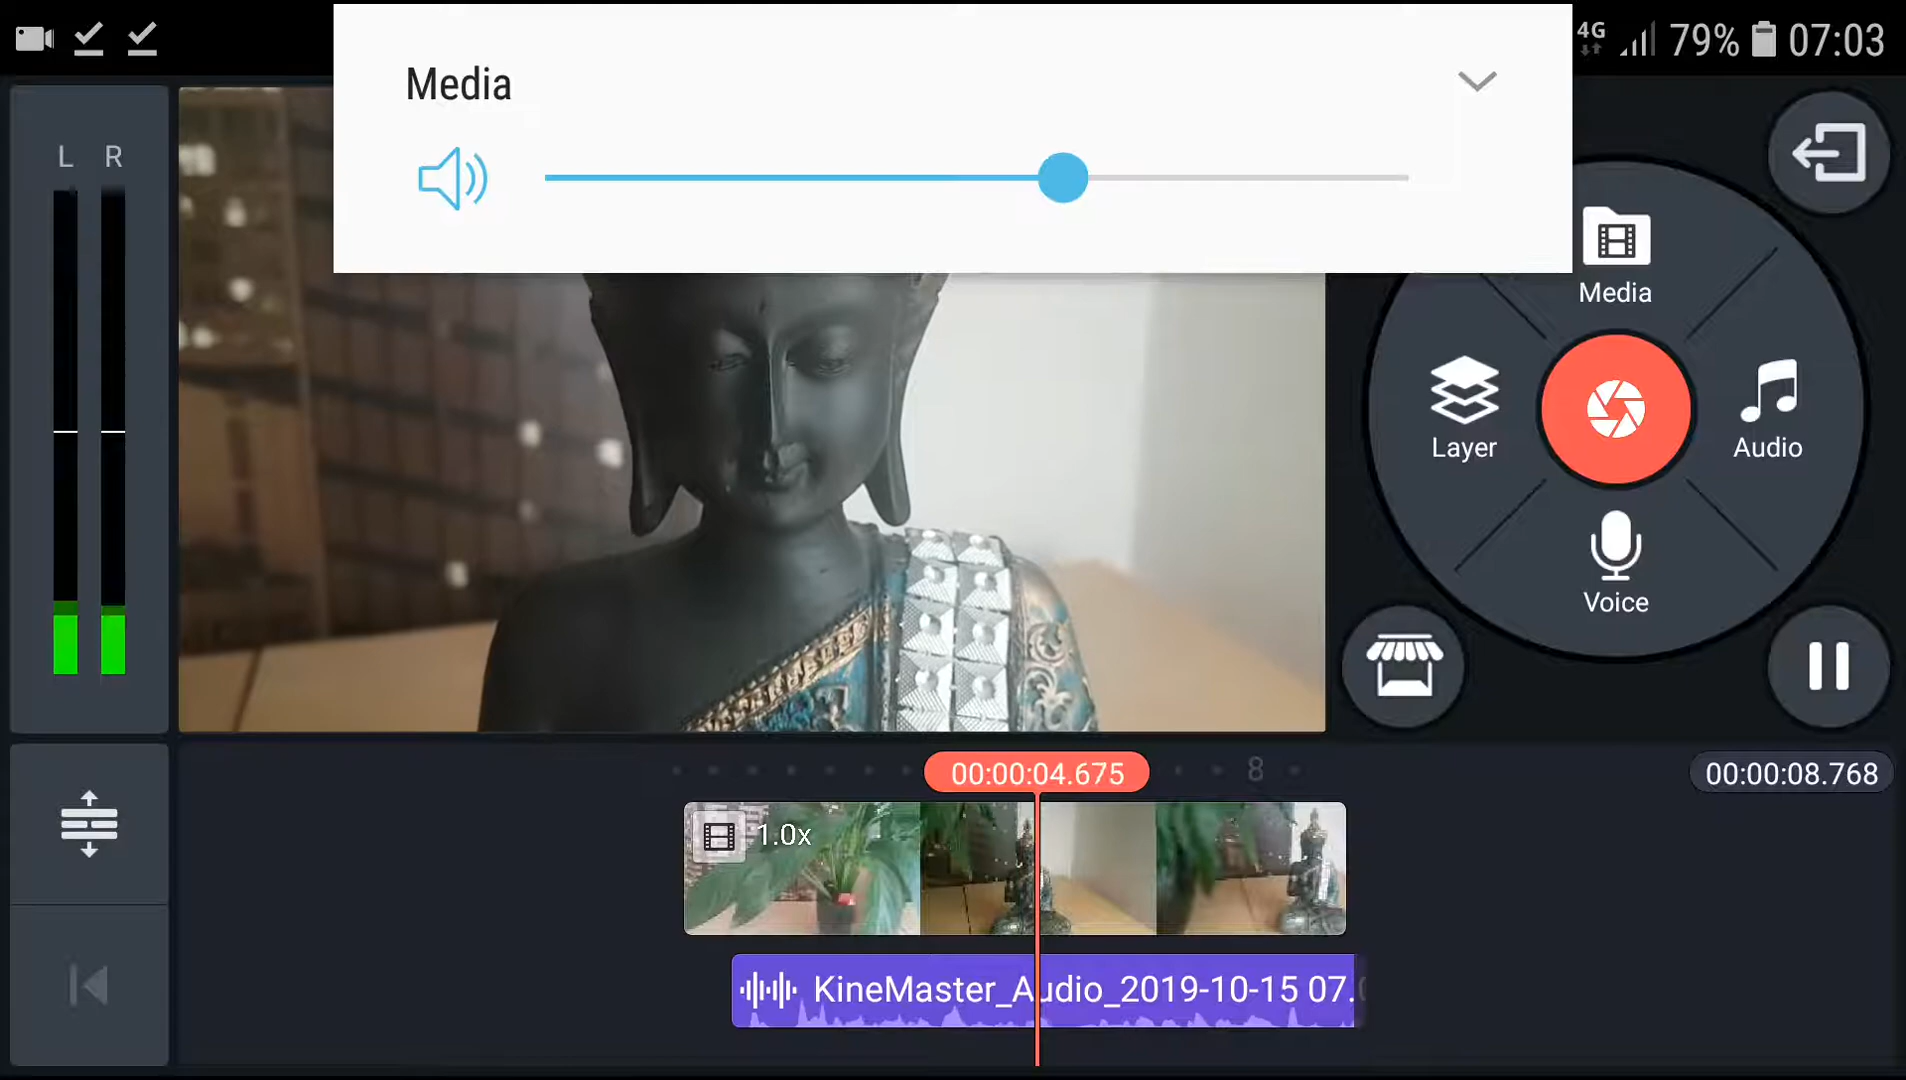 4G 79% 07:03
Media
L R
Media
Layer
Audio
Voice
00:00:04.675
8
00:00:08.768
1.0x
KineMaster_Audio_2019-10-15 07.